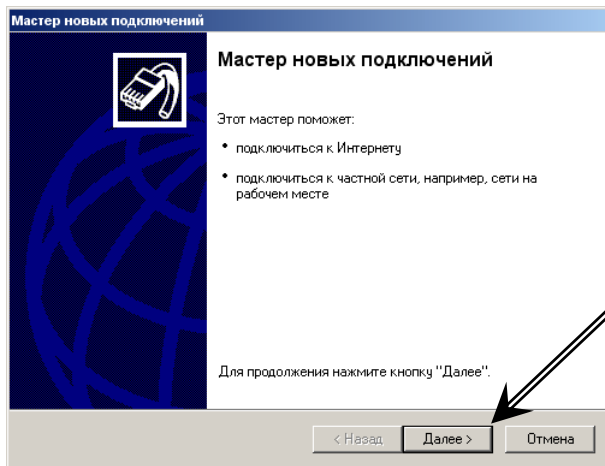 Мастер новых подключений
Мастер новых подключений
Этот мастер поможет:
• подключиться к Интернету
• подключиться к частной сети, например, сети на
рабочем месте
Для продолжения нажмите кнопку "Далее".
< Назад Далее > Отмена